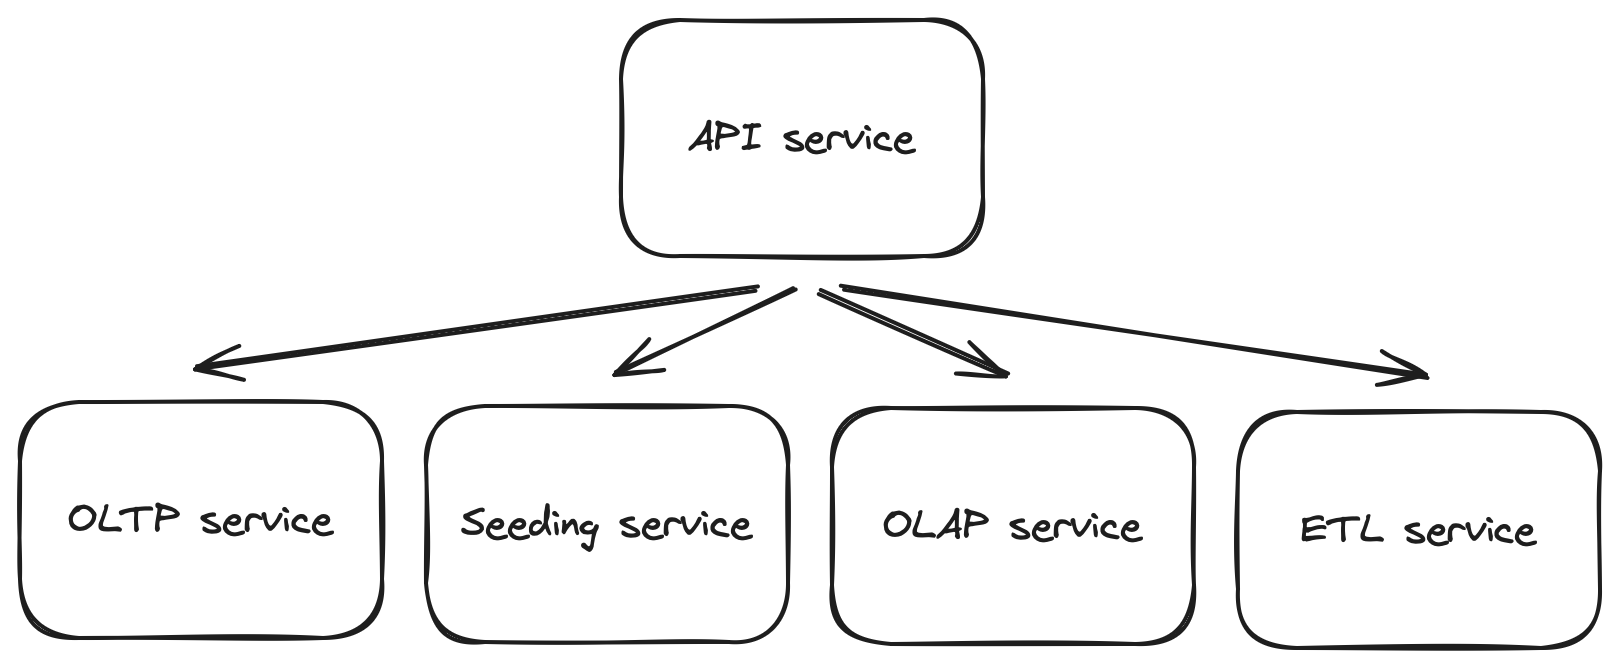 API service
OLTP service
Seeding service
OLAP service
ETL service